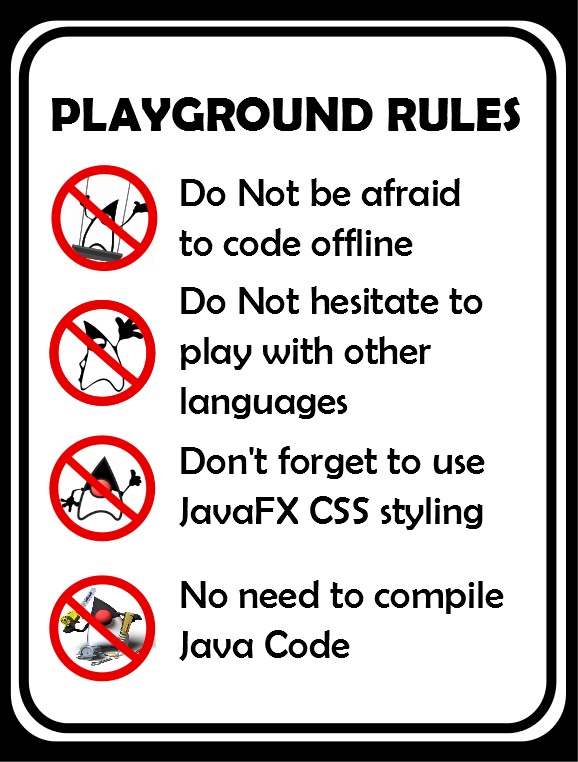 PLAYGROUND RULES
Do Not be afraid
to code offline
Do Not hesitate to
play with other
languages
Don't forget to use
JavaFX CSS styling
No need to compile
Java Code